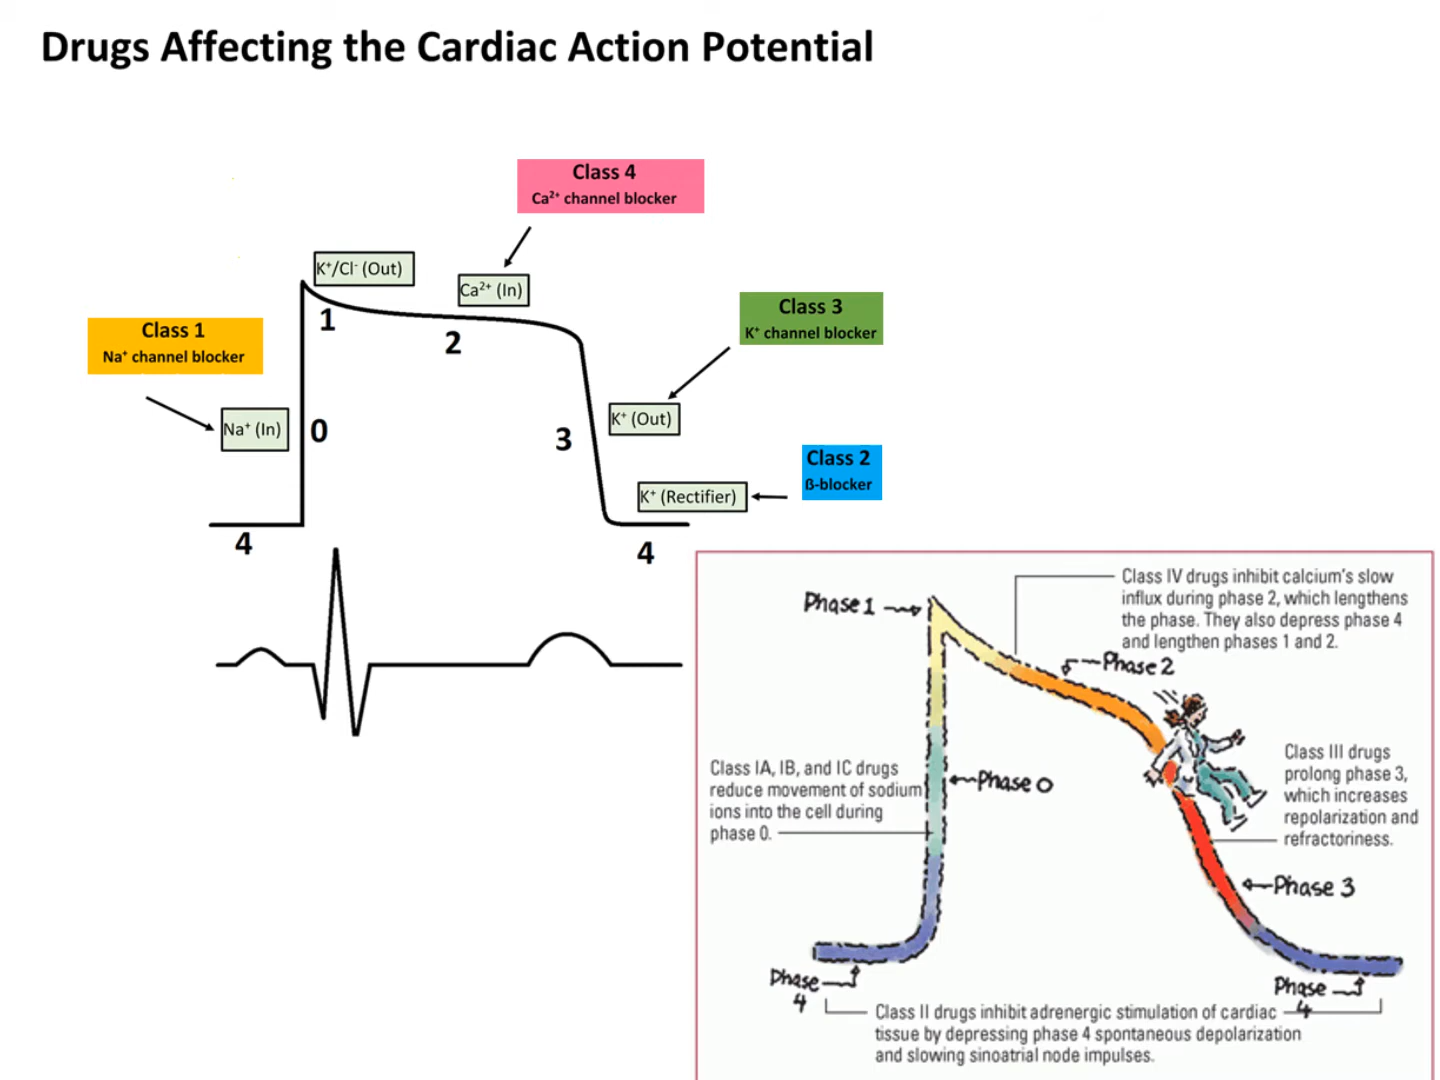 Drugs Affecting the Cardiac Action Potential
Class 4
Ca²⁺ channel blocker
K⁺/Cl⁻ (Out)
Ca²⁺ (In)
Class 3
K⁺ channel blocker
Class 1
Na⁺ channel blocker
1
2
Na⁺ (In)
0
3
K⁺ (Out)
Class 2
ß-blocker
K⁺ (Rectifier)
4
4
Class IV drugs inhibit calcium's slow
influx during phase 2, which lengthens
the phase. They also depress phase 4
and lengthen phases 1 and 2.
Phase 1
Phase 2
Class III drugs
prolong phase 3,
which increases
repolarization and
refractoriness.
Class IA, IB, and IC drugs
reduce movement of sodium
ions into the cell during
phase 0.
Phase 0
Phase 3
Phase
4
Phase
4
Class II drugs inhibit adrenergic stimulation of cardiac
tissue by depressing phase 4 spontaneous depolarization
and slowing sinoatrial node impulses.